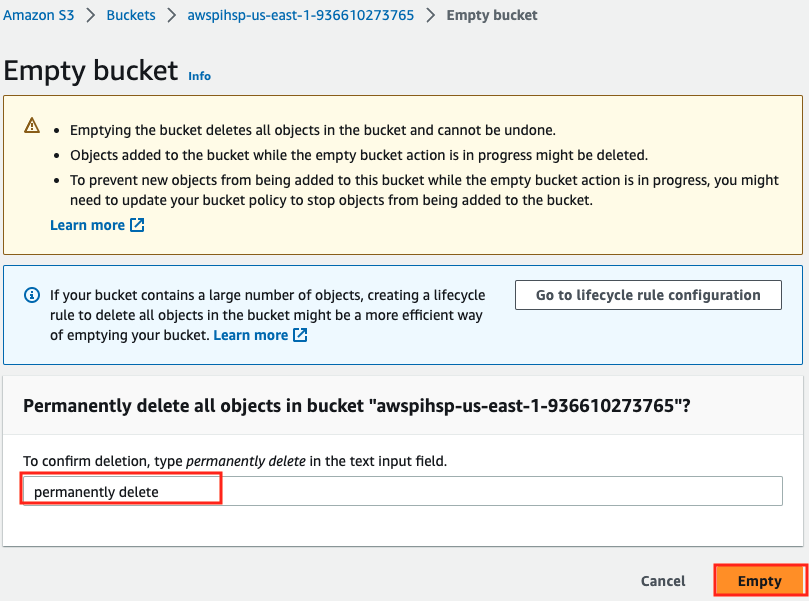 Amazon S3 > Buckets > awspihsp-us-east-1-936610273765 > Empty bucket
Empty bucket Info
• Emptying the bucket deletes all objects in the bucket and cannot be undone.
• Objects added to the bucket while the empty bucket action is in progress might be deleted.
• To prevent new objects from being added to this bucket while the empty bucket action is in progress, you might
need to update your bucket policy to stop objects from being added to the bucket.
Learn more
If your bucket contains a large number of objects, creating a lifecycle
rule to delete all objects in the bucket might be a more efficient way
of emptying your bucket. Learn more
Go to lifecycle rule configuration
Permanently delete all objects in bucket "awspihsp-us-east-1-936610273765"?
To confirm deletion, type permanently delete in the text input field.
permanently delete
Cancel
Empty